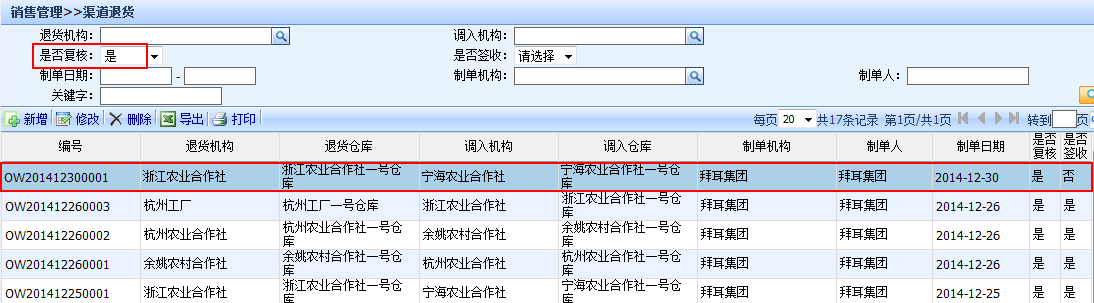 销售管理>>渠道退货
退货机构： 调入机构：
是否复核： 是 是否签收： 请选择
制单日期： - 制单机构： 制单人：
关键字：
新增 修改 删除 导出 打印 每页 20 共17条记录 第1页/共1页 转到 页
编号 退货机构 退货仓库 调入机构 调入仓库 制单机构 制单人 制单日期 是否复核 是否签收
OW201412300001 浙江农业合作社 浙江农业合作社一号仓库 宁海农业合作社 宁海农业合作社一号仓库 拜耳集团 拜耳集团 2014-12-30 是 否
OW201412260003 杭州工厂 杭州工厂一号仓库 浙江农业合作社 浙江农业合作社一号仓库 拜耳集团 拜耳集团 2014-12-26 是 是
OW201412260002 杭州农业合作社 杭州农业合作社一号仓库 余姚农村合作社 余姚农村合作社一号仓库 拜耳集团 拜耳集团 2014-12-26 是 是
OW201412260001 余姚农村合作社 余姚农村合作社一号仓库 杭州农业合作社 杭州农业合作社一号仓库 拜耳集团 拜耳集团 2014-12-26 是 是
OW201412250001 浙江农业合作社 浙江农业合作社一号仓库 宁海农业合作社 宁海农业合作社一号仓库 拜耳集团 拜耳集团 2014-12-25 是 是